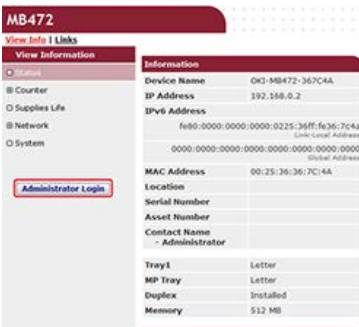 MB472
View Info | Links
View Information
Status
Counter
Supplies Life
Network
System
Administrator Login
Information
Device Name OKI-MB472-367C4A
IP Address 192.168.0.2
IPv6 Address
fe80:0000:0000:0000:0225:36ff:fe36:7c4a
Link-Local Address
0000:0000:0000:0000:0000:0000:0000:0000
Global Address
MAC Address 00:25:36:36:7C:4A
Location
Serial Number
Asset Number
Contact Name
- Administrator
Tray1 Letter
MP Tray Letter
Duplex Installed
Memory 512 MB